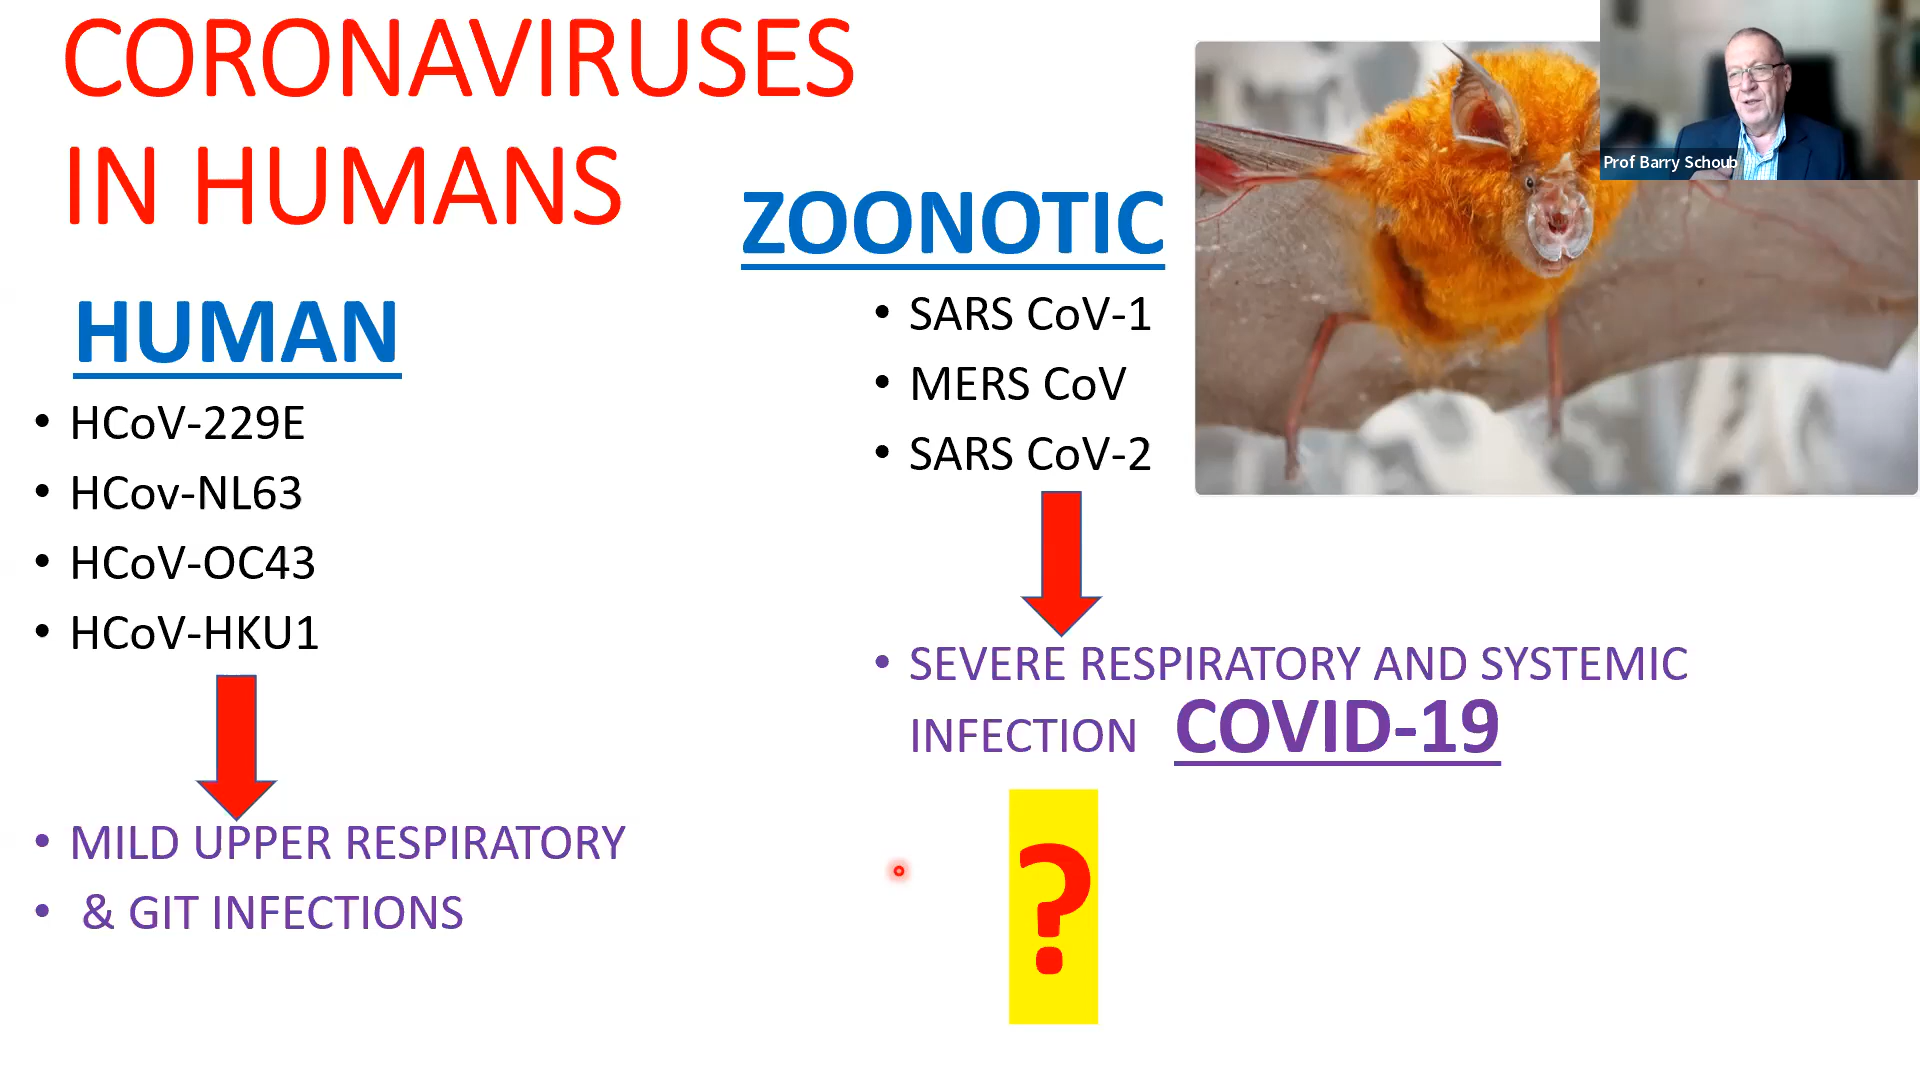 CORONAVIRUSES
IN HUMANS
HUMAN
• HCoV-229E
• HCov-NL63
• HCoV-OC43
• HCoV-HKU1
• MILD UPPER RESPIRATORY
• & GIT INFECTIONS
ZOONOTIC
• SARS CoV-1
• MERS CoV
• SARS CoV-2
• SEVERE RESPIRATORY AND SYSTEMIC
INFECTION COVID-19
?
Prof Barry Schoub